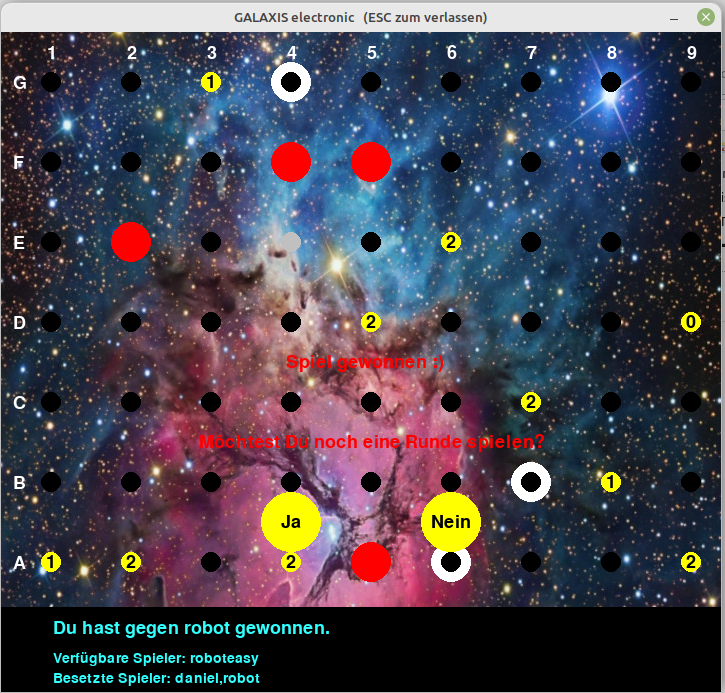 GALAXIS electronic (ESC zum verlassen)
1 2 3 4 5 6 7 8 9
G 1
F
E 2
D 2 0
Spiel gewonnen :)
C 2
Möchtest Du noch eine Runde spielen?
B 1
Ja Nein
A 1 2 2 2
Du hast gegen robot gewonnen.
Verfügbare Spieler: roboteasy
Besetzte Spieler: daniel,robot